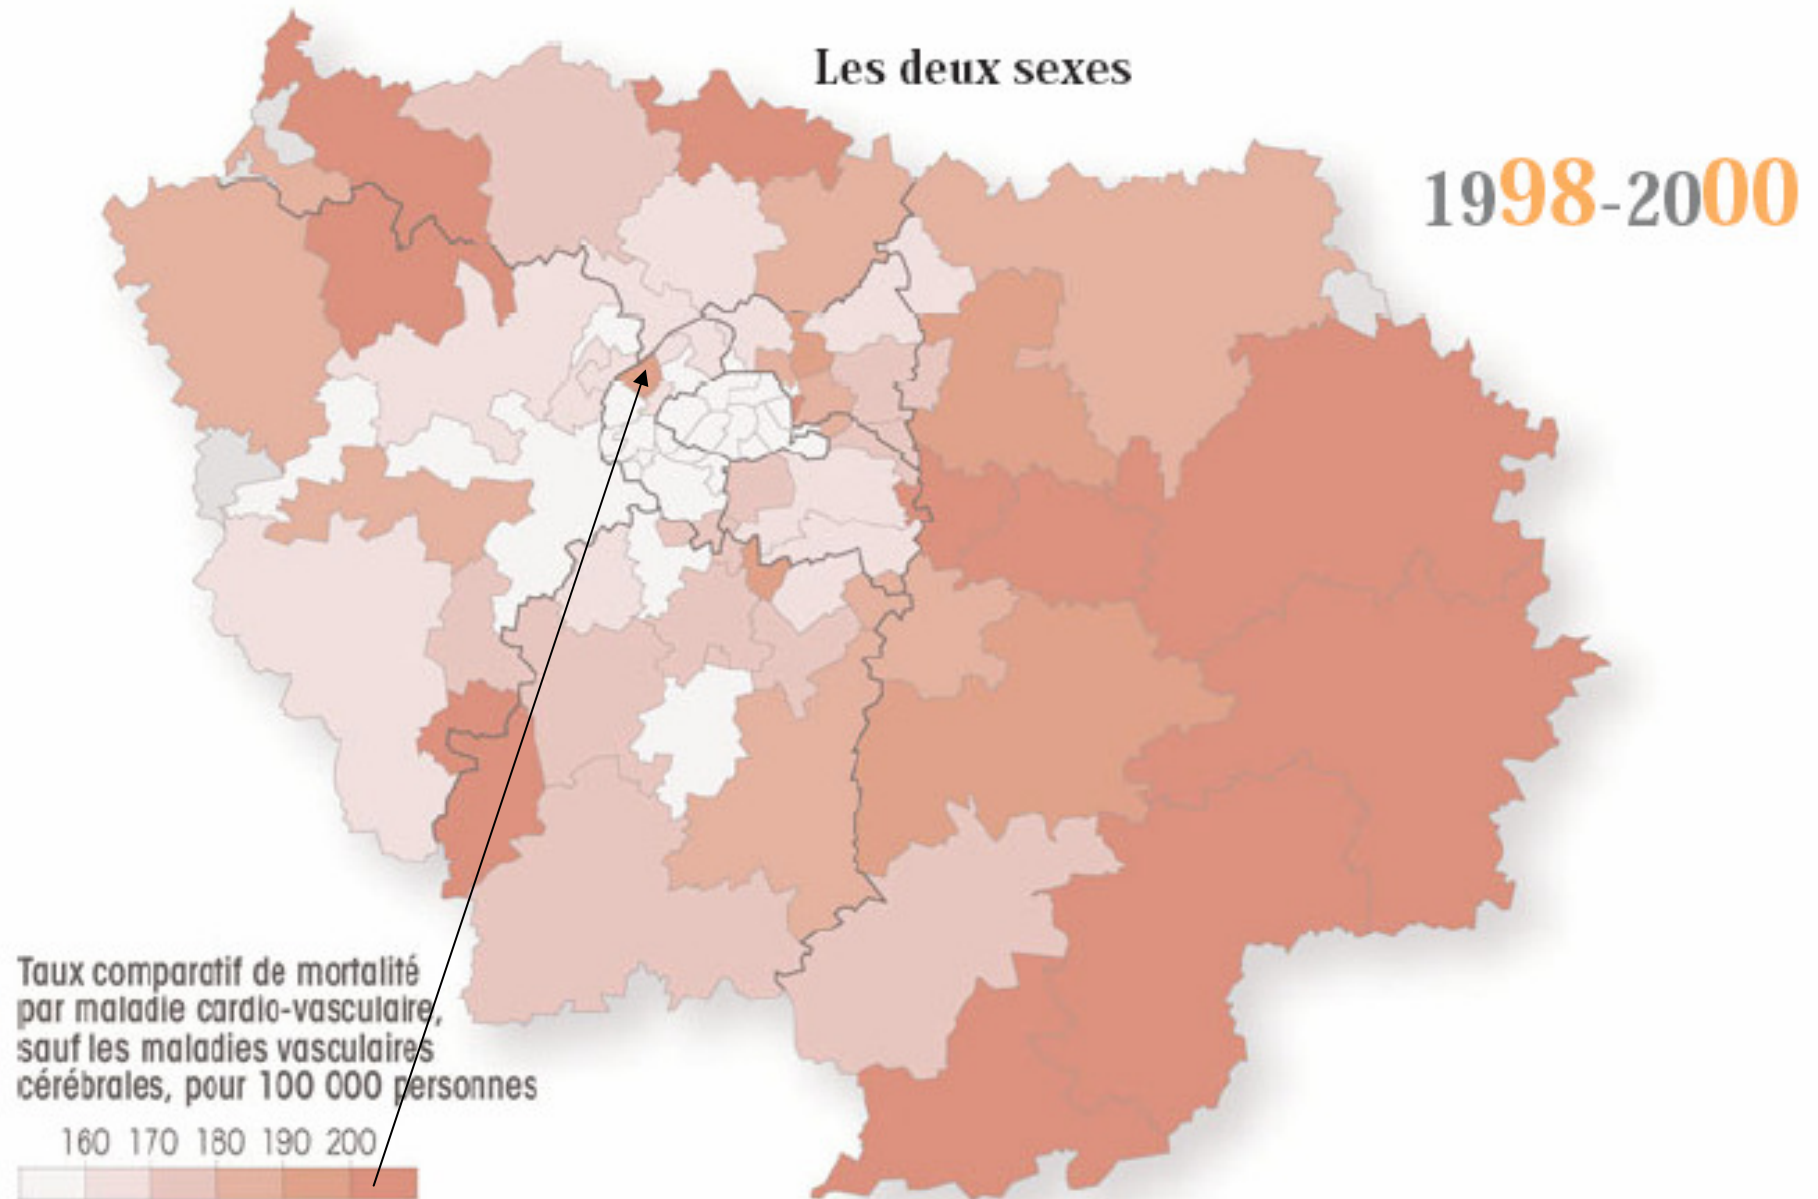 Les deux sexes
1998-2000
Taux comparatif de mortalité
par maladie cardio-vasculaire,
sauf les maladies vasculaires
cérébrales, pour 100 000 personnes
160 170 180 190 200